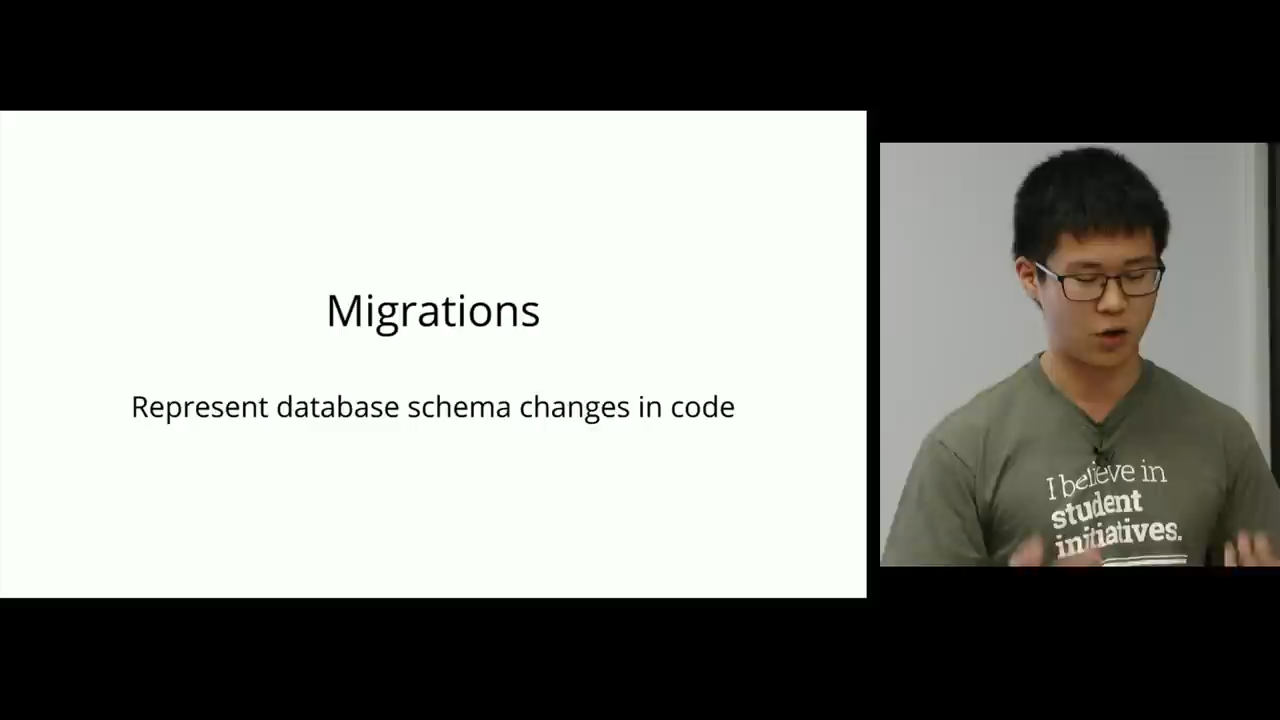 Migrations
Represent database schema changes in code
I believe in
student
initiatives.